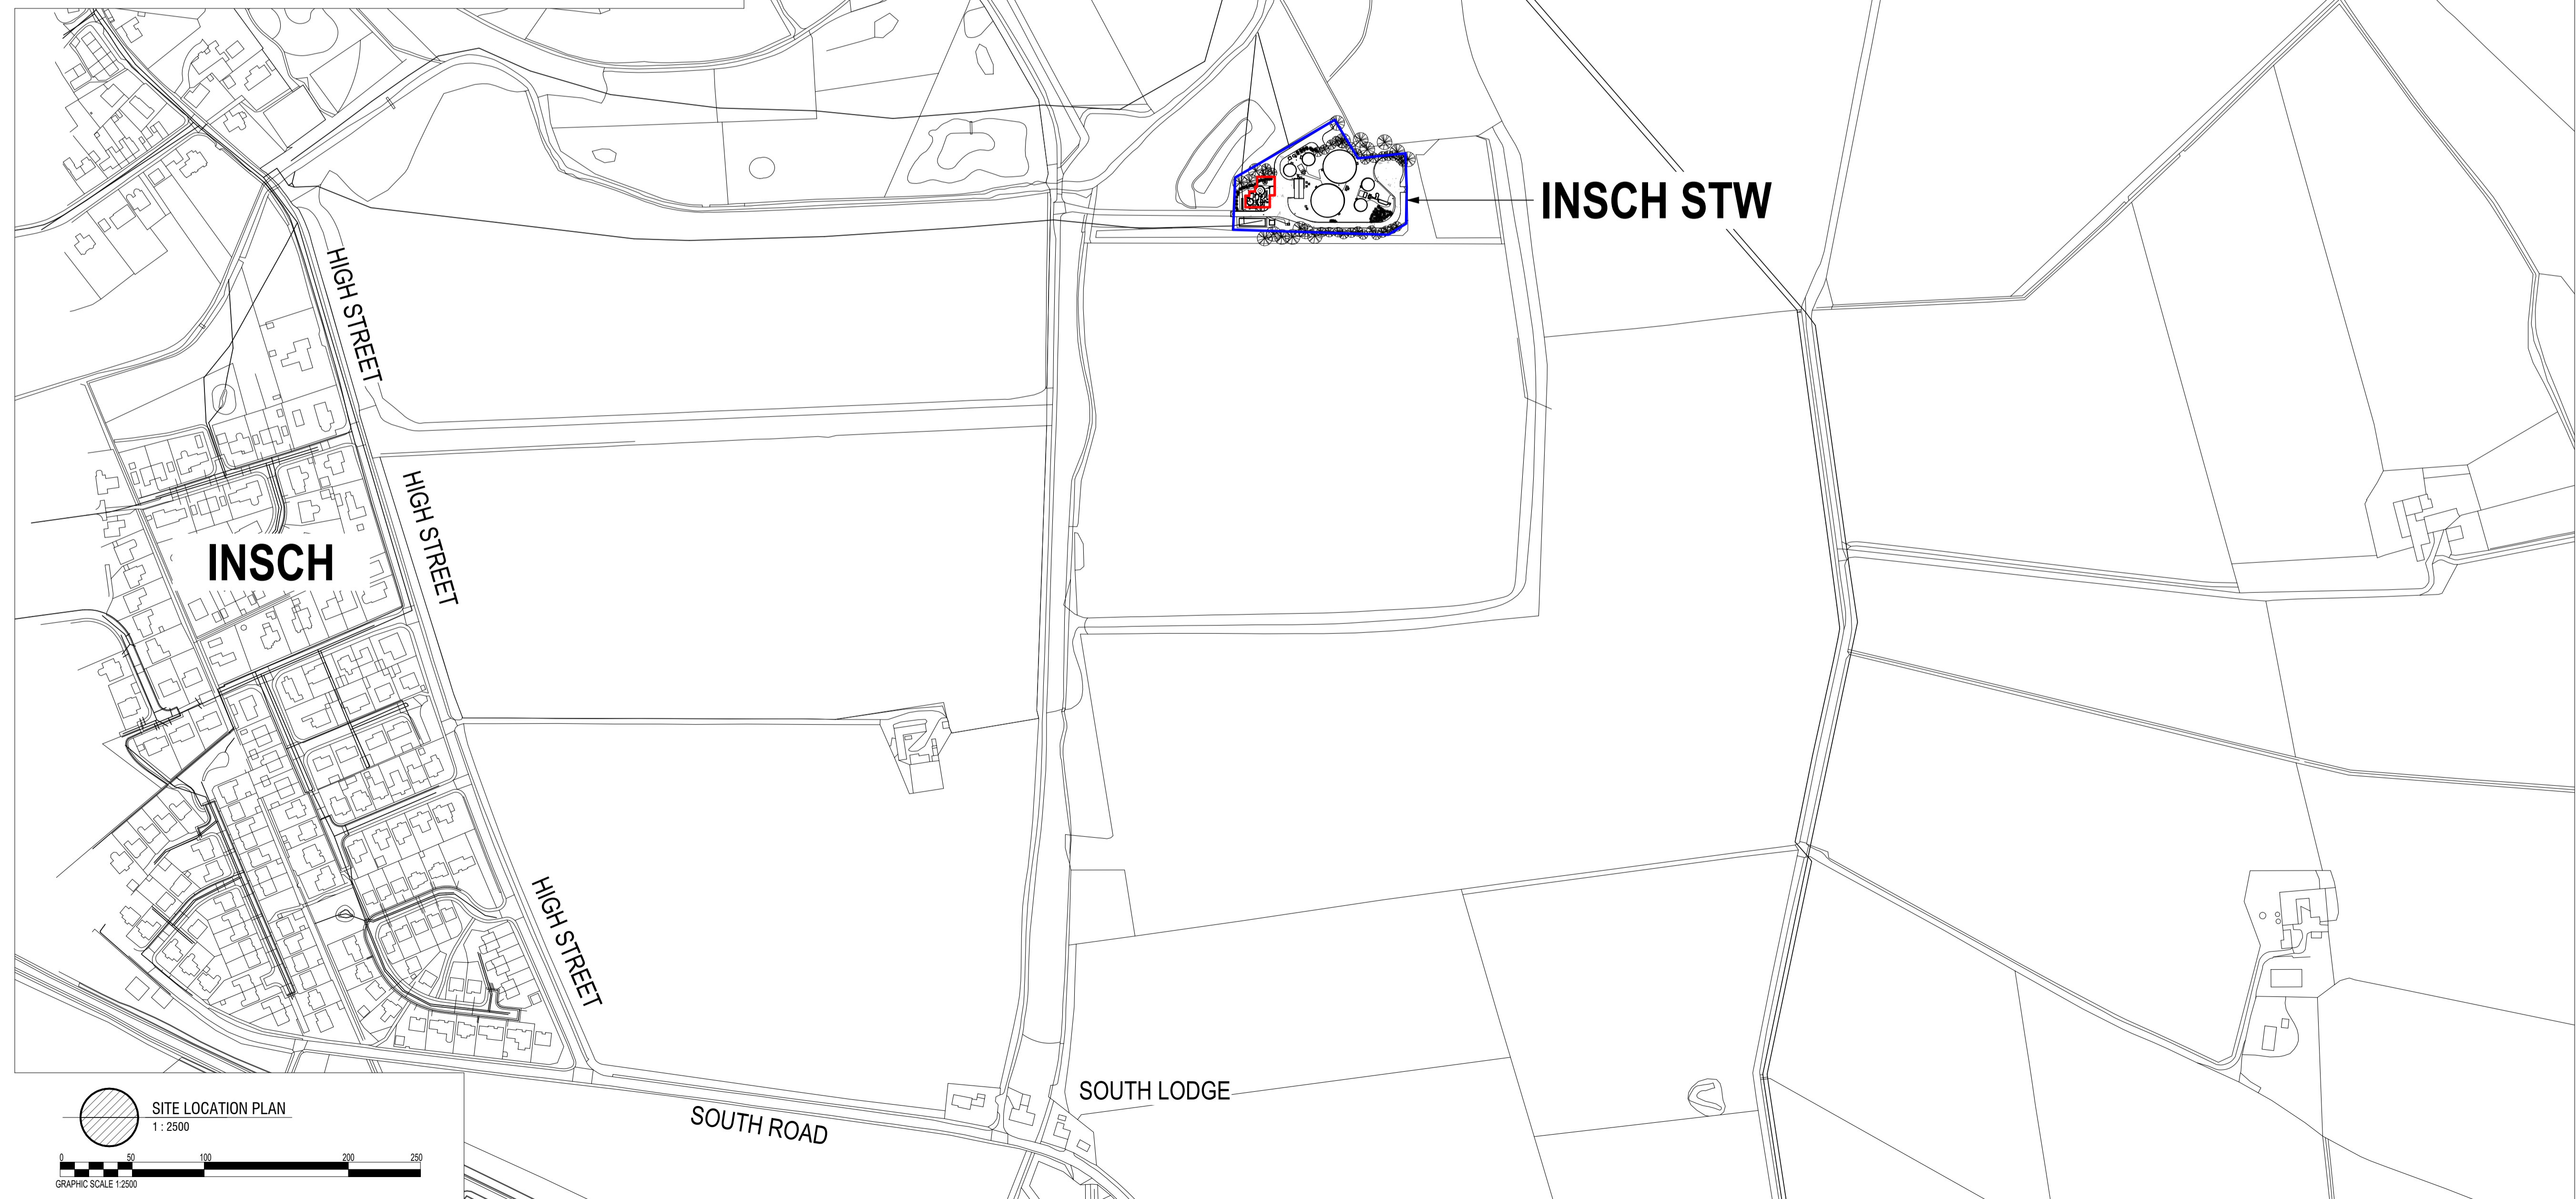 INSCH STW
HIGH STREET
HIGH STREET
INSCH
HIGH STREET
SOUTH LODGE
SOUTH ROAD
SITE LOCATION PLAN
1 : 2500
0 50 100 200 250
GRAPHIC SCALE 1:2500